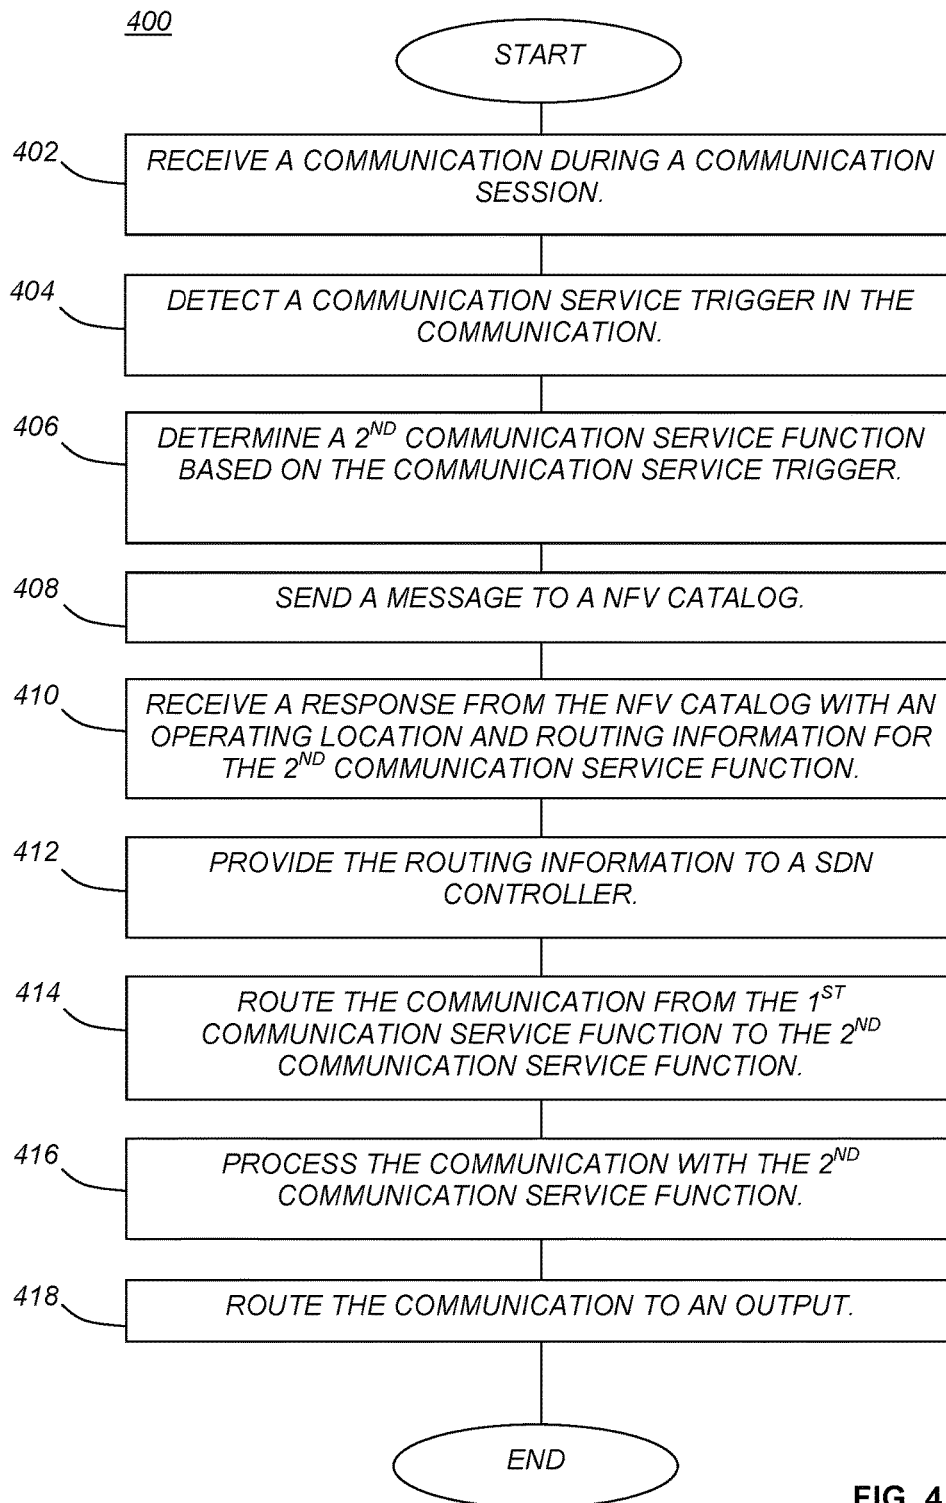 400
START
402
RECEIVE A COMMUNICATION DURING A COMMUNICATION
SESSION.
404
DETECT A COMMUNICATION SERVICE TRIGGER IN THE
COMMUNICATION.
406
DETERMINE A 2ND COMMUNICATION SERVICE FUNCTION
BASED ON THE COMMUNICATION SERVICE TRIGGER.
408
SEND A MESSAGE TO A NFV CATALOG.
410
RECEIVE A RESPONSE FROM THE NFV CATALOG WITH AN
OPERATING LOCATION AND ROUTING INFORMATION FOR
THE 2ND COMMUNICATION SERVICE FUNCTION.
412
PROVIDE THE ROUTING INFORMATION TO A SDN
CONTROLLER.
414
ROUTE THE COMMUNICATION FROM THE 1ST
COMMUNICATION SERVICE FUNCTION TO THE 2ND
COMMUNICATION SERVICE FUNCTION.
416
PROCESS THE COMMUNICATION WITH THE 2ND
COMMUNICATION SERVICE FUNCTION.
418
ROUTE THE COMMUNICATION TO AN OUTPUT.
END
FIG. 4